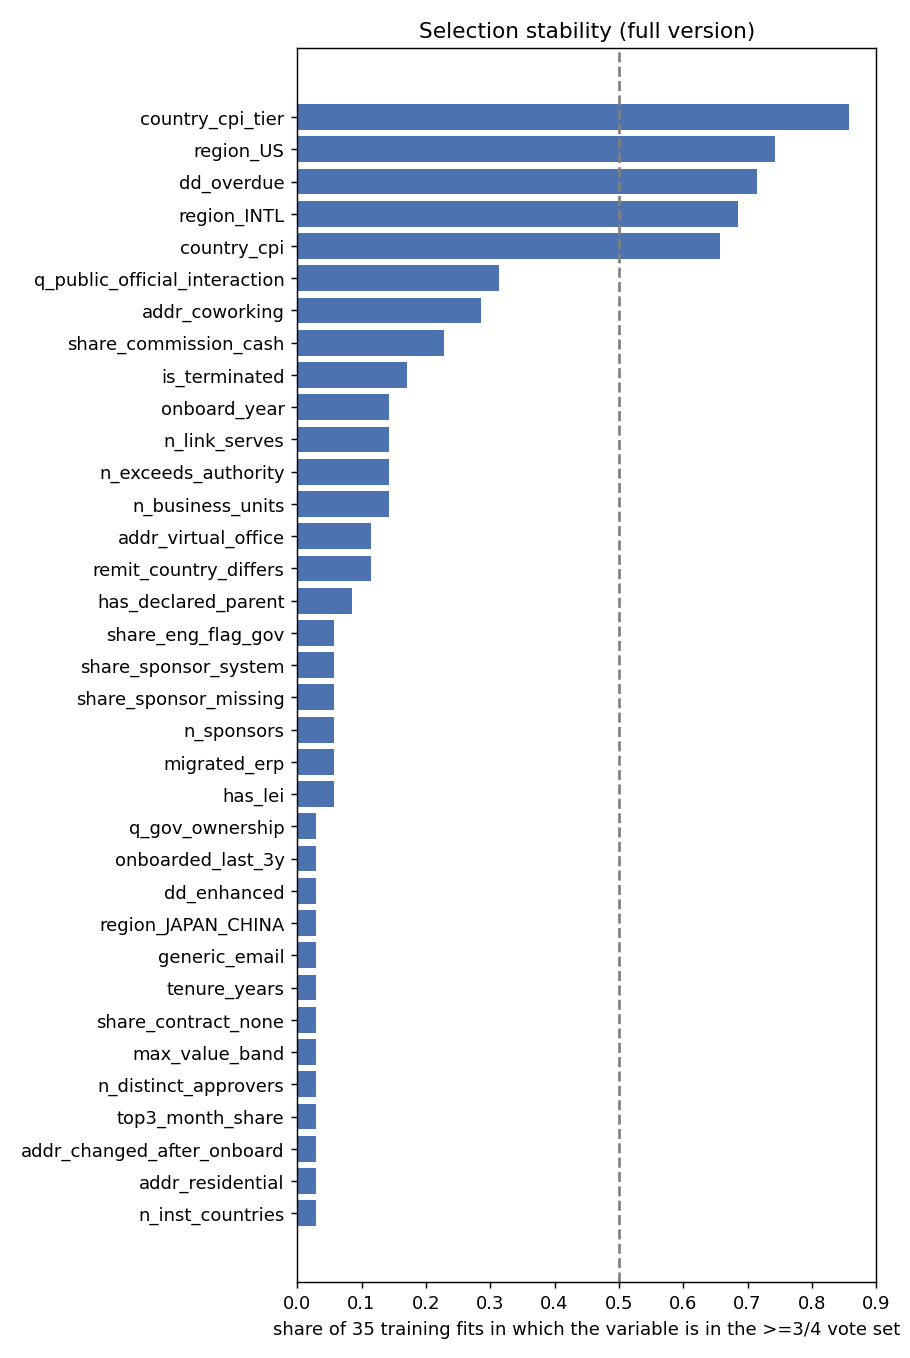 Selection stability (full version)
country_cpi_tier
region_US
dd_overdue
region_INTL
country_cpi
q_public_official_interaction
addr_coworking
share_commission_cash
is_terminated
onboard_year
n_link_serves
n_exceeds_authority
n_business_units
addr_virtual_office
remit_country_differs
has_declared_parent
share_eng_flag_gov
share_sponsor_system
share_sponsor_missing
n_sponsors
migrated_erp
has_lei
q_gov_ownership
onboarded_last_3y
dd_enhanced
region_JAPAN_CHINA
generic_email
tenure_years
share_contract_none
max_value_band
n_distinct_approvers
top3_month_share
addr_changed_after_onboard
addr_residential
n_inst_countries
0.0 0.1 0.2 0.3 0.4 0.5 0.6 0.7 0.8 0.9
share of 35 training fits in which the variable is in the >=3/4 vote set